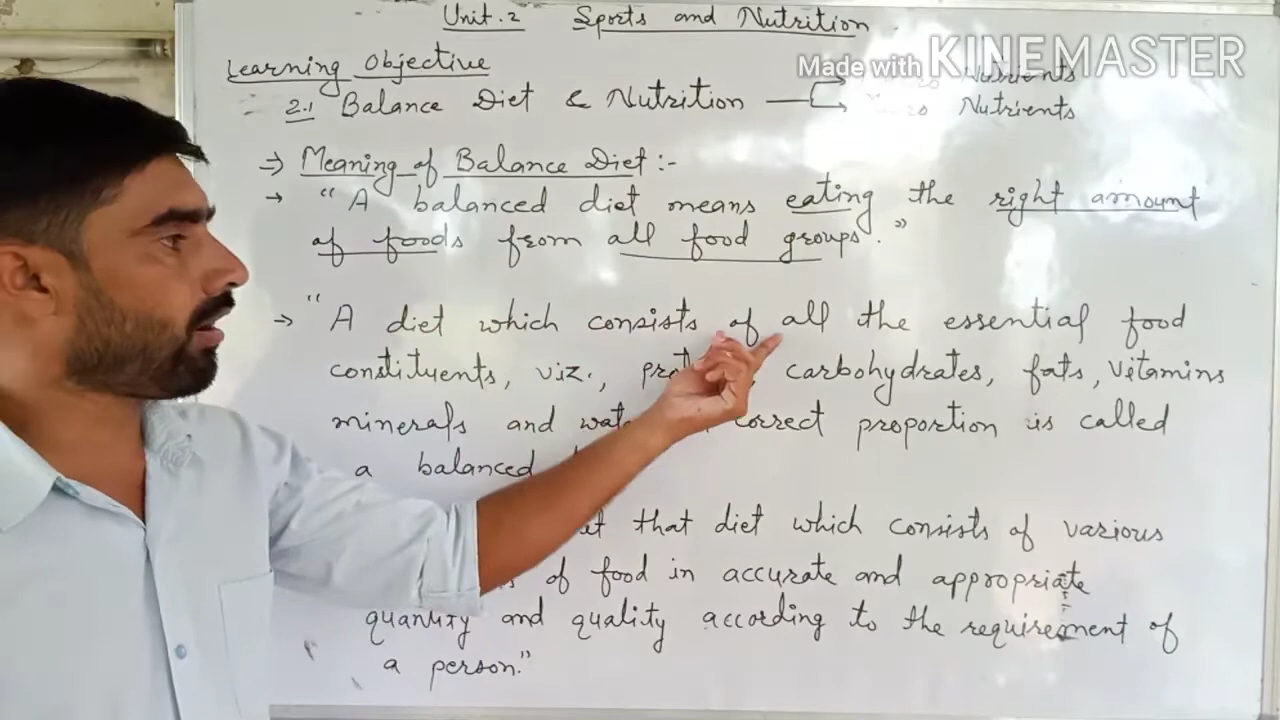 Unit.2 Sports and Nutrition
Made with KINEMASTER
Learning Objective
Nutrients
2.1 Balance Diet & Nutrition → Nutrients
⇒ Meaning of Balance Diet:-
→ "A balanced diet means eating the right amount
of foods from all food groups."
→ "A diet which consists of all the essential food
constituents, viz., carbohydrates, fats, vitamins
minerals and correct proportion is called
a balanced
that diet which consists of various
of food in accurate and appropriate
quantity and quality according to the requirement of
a person."